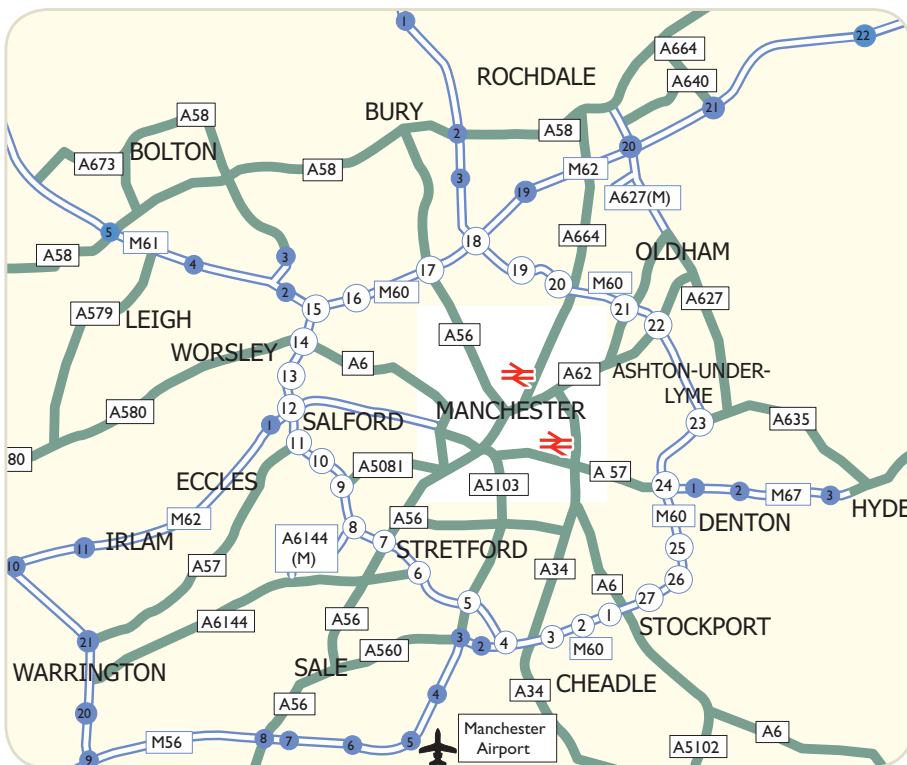 1
22
A664
ROCHDALE
A640
21
A58
BURY
2
A58
20
BOLTON
A673
A58
M62
3
19
A627(M)
5
M61
18
A664
OLDHAM
A58
4
3
17
19
20
M60
A627
2
16
M60
21
15
22
A579
LEIGH
14
A56
WORSLEY
A6
A62
ASHTON-UNDER-
LYME
13
12
SALFORD
MANCHESTER
A580
1
23
A635
11
80
10
A5081
A 57
ECCLES
9
A5103
24
1
2
M67
3
HYDE
M62
A56
M60
DENTON
8
A6144
(M)
7
STRETFORD
25
11
IRLAM
10
A57
6
A34
26
A6
27
5
1
A6144
A56
2
STOCKPORT
21
3
2
4
3
M60
A560
WARRINGTON
SALE
CHEADLE
4
A34
A56
20
Manchester
Airport
A6
M56
8
7
6
5
A5102
9